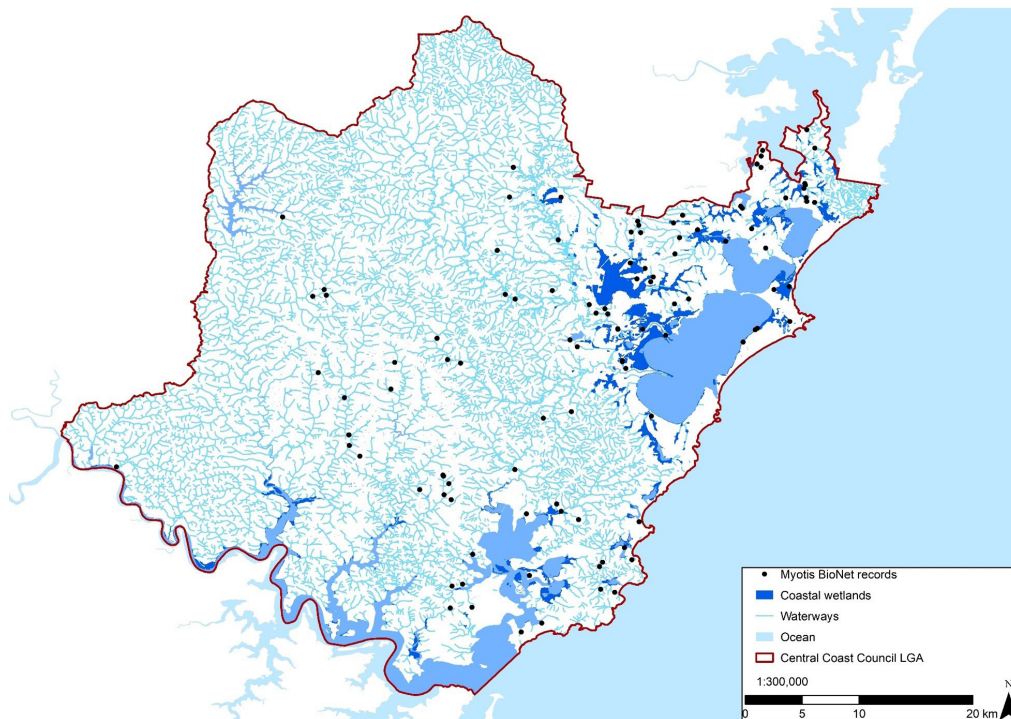 Myotis BioNet records
Coastal wetlands
Waterways
Ocean
Central Coast Council LGA
1:300,000
N
0 5 10 20 km